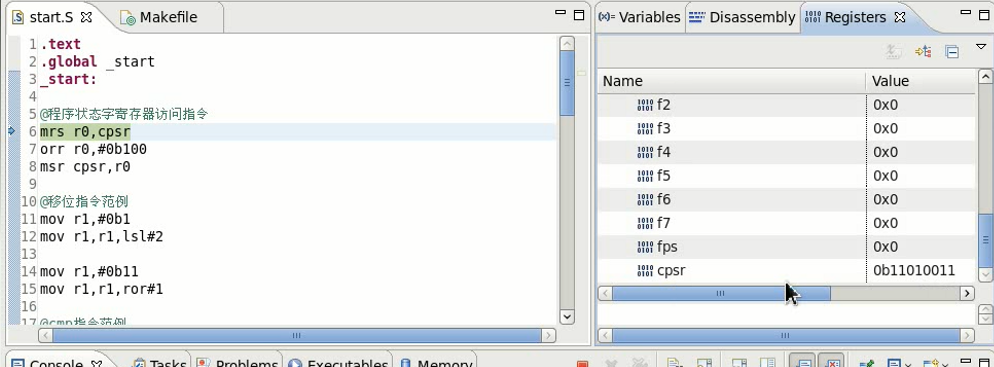 start.S Makefile
1 .text
2 .global _start
3 _start:
4
5 @程序状态字寄存器访问指令
6 mrs r0,cpsr
7 orr r0,#0b100
8 msr cpsr,r0
9
10 @移位指令范例
11 mov r1,#0b1
12 mov r1,r1,lsl#2
13
14 mov r1,#0b11
15 mov r1,r1,ror#1
16
17 @cmp指令范例
(x)= Variables Disassembly Registers
Name Value
f2 0x0
f3 0x0
f4 0x0
f5 0x0
f6 0x0
f7 0x0
fps 0x0
cpsr 0b11010011
Console Tasks Problems Executables Memory